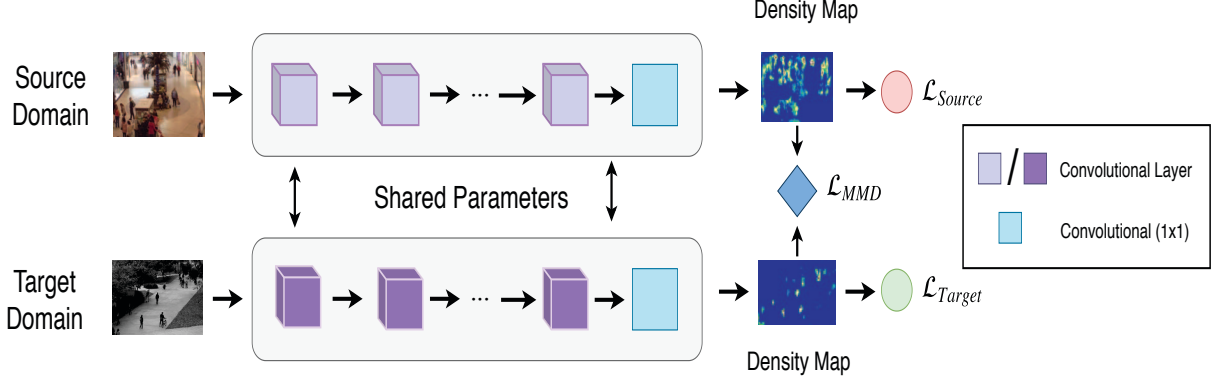 Density Map
Source
Domain
...
ℒSource
Shared Parameters
ℒMMD
/
Convolutional Layer
Convolutional (1x1)
Target
Domain
...
ℒTarget
Density Map